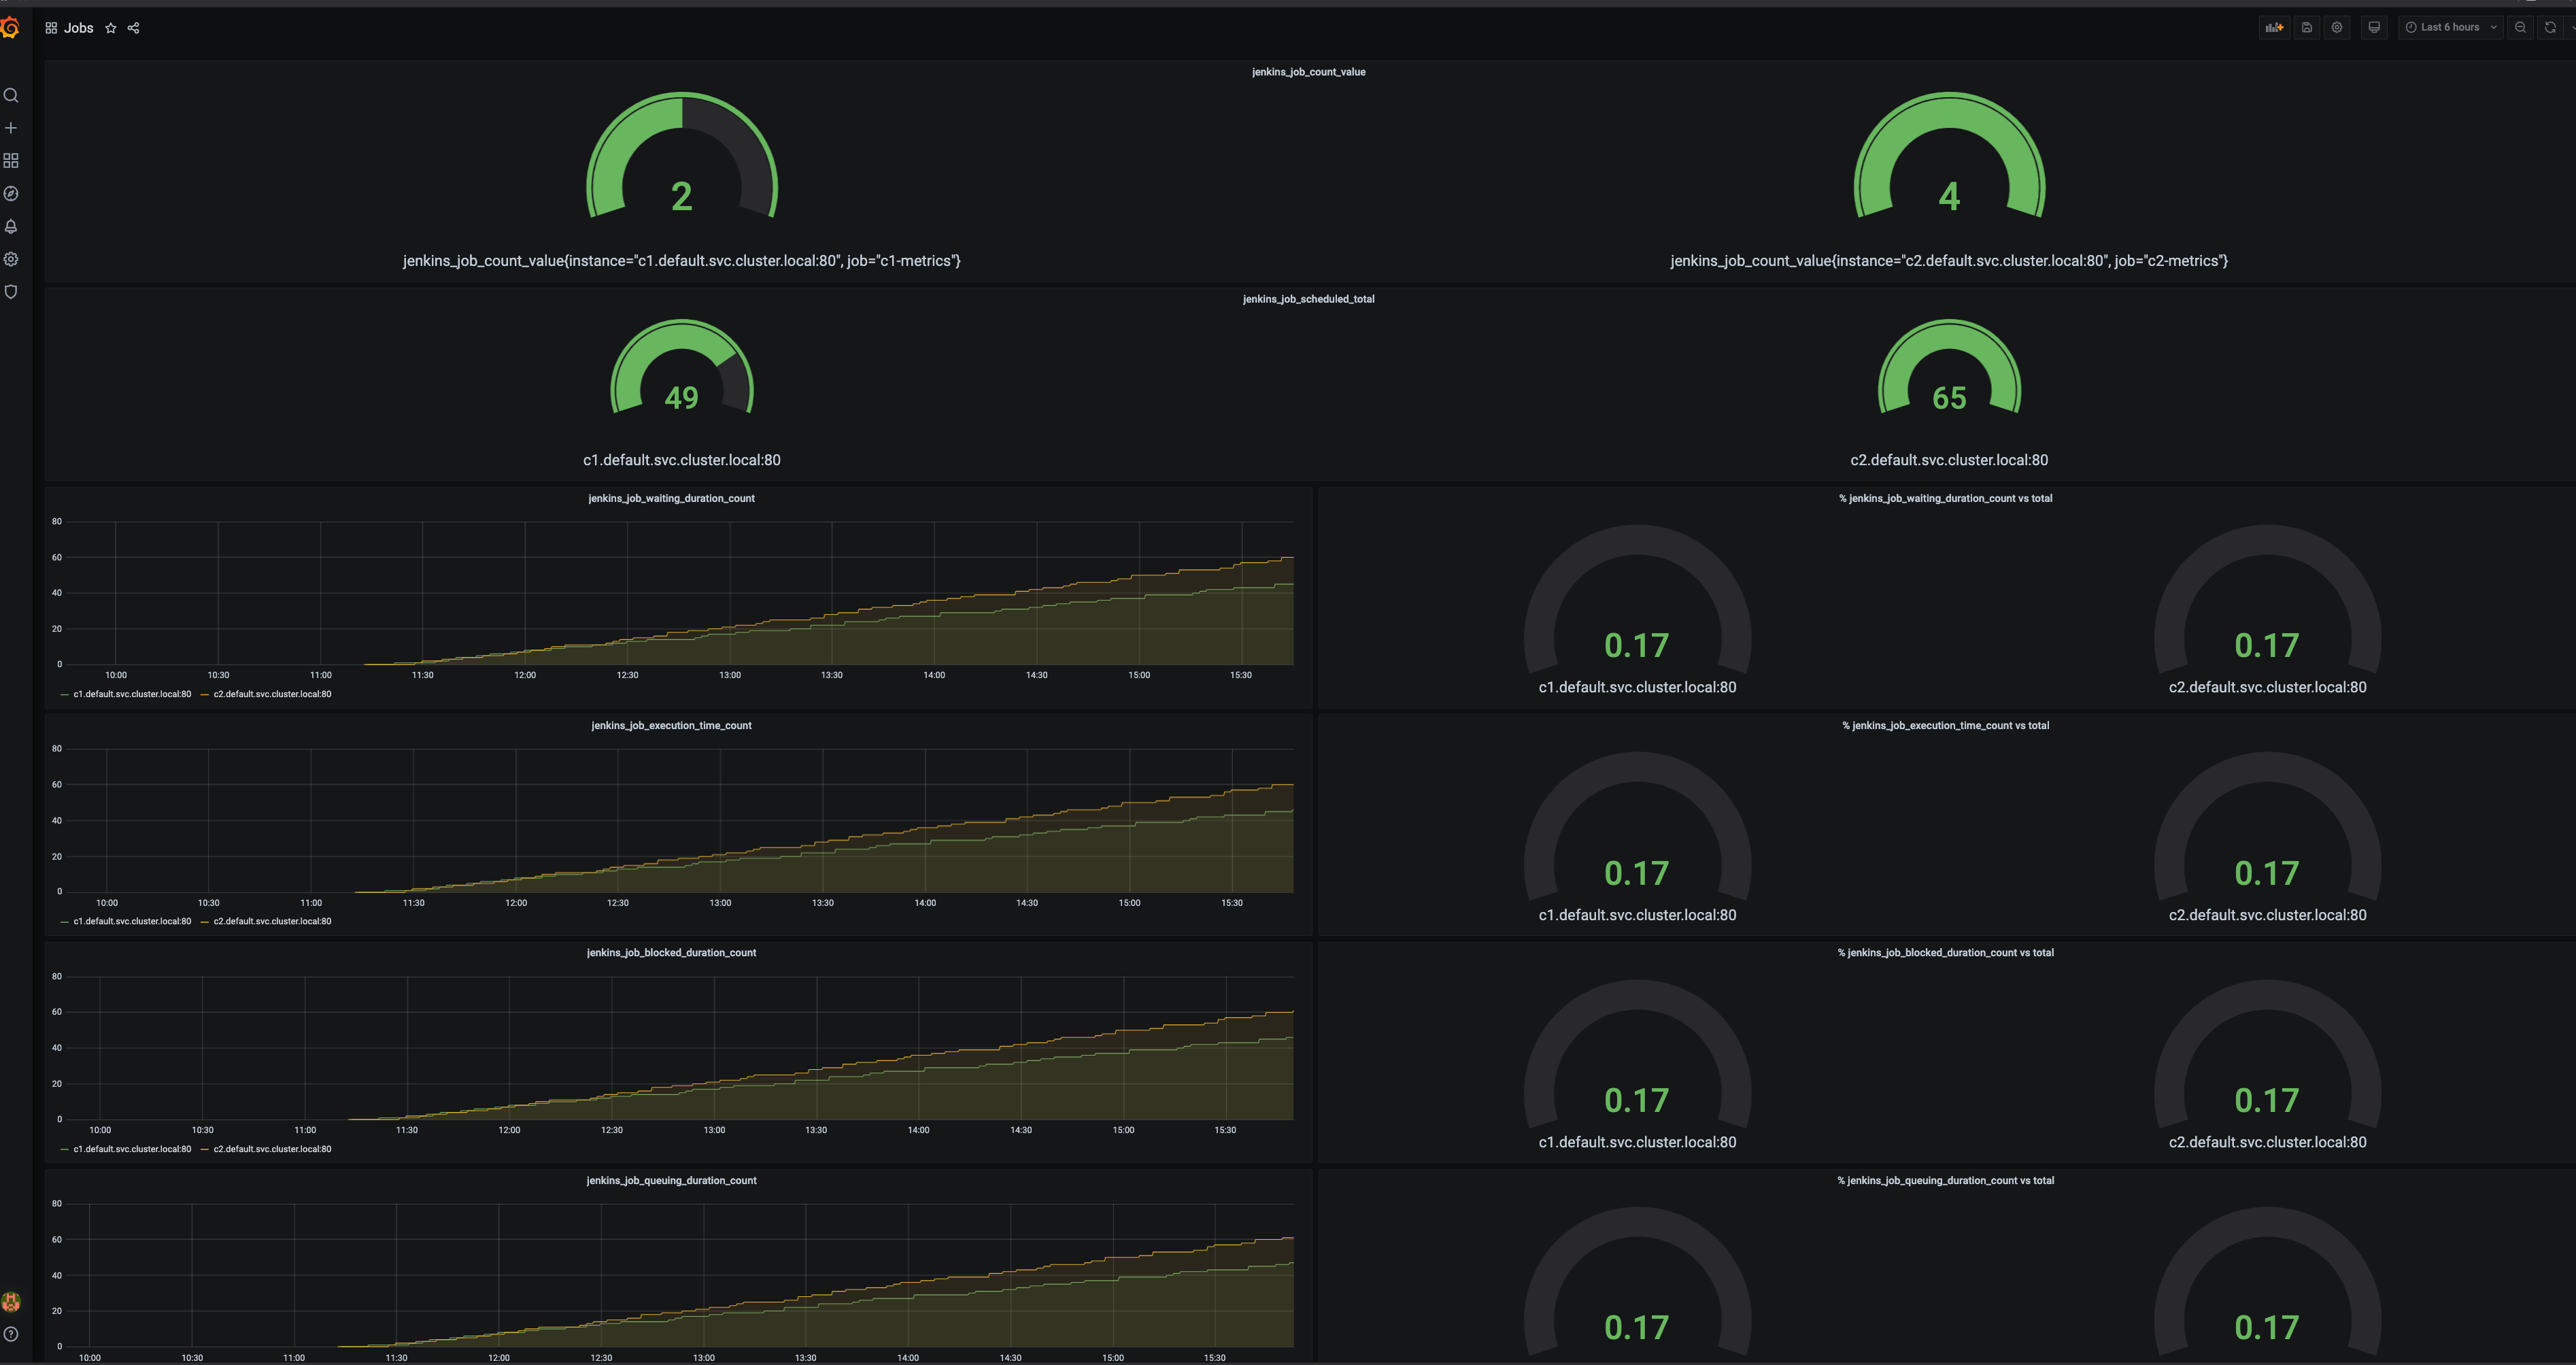 Jobs
Last 6 hours
jenkins_job_count_value
2
4
jenkins_job_count_value{instance="c1.default.svc.cluster.local:80", job="c1-metrics"}
jenkins_job_count_value{instance="c2.default.svc.cluster.local:80", job="c2-metrics"}
jenkins_job_scheduled_total
49
65
c1.default.svc.cluster.local:80
c2.default.svc.cluster.local:80
jenkins_job_waiting_duration_count
80
60
40
20
0
10:00 10:30 11:00 11:30 12:00 12:30 13:00 13:30 14:00 14:30 15:00 15:30
c1.default.svc.cluster.local:80 c2.default.svc.cluster.local:80
% jenkins_job_waiting_duration_count vs total
0.17
0.17
c1.default.svc.cluster.local:80
c2.default.svc.cluster.local:80
jenkins_job_execution_time_count
80
60
40
20
0
10:00 10:30 11:00 11:30 12:00 12:30 13:00 13:30 14:00 14:30 15:00 15:30
c1.default.svc.cluster.local:80 c2.default.svc.cluster.local:80
% jenkins_job_execution_time_count vs total
0.17
0.17
c1.default.svc.cluster.local:80
c2.default.svc.cluster.local:80
jenkins_job_blocked_duration_count
80
60
40
20
0
10:00 10:30 11:00 11:30 12:00 12:30 13:00 13:30 14:00 14:30 15:00 15:30
c1.default.svc.cluster.local:80 c2.default.svc.cluster.local:80
% jenkins_job_blocked_duration_count vs total
0.17
0.17
c1.default.svc.cluster.local:80
c2.default.svc.cluster.local:80
jenkins_job_queuing_duration_count
80
60
40
20
0
10:00 10:30 11:00 11:30 12:00 12:30 13:00 13:30 14:00 14:30 15:00 15:30
% jenkins_job_queuing_duration_count vs total
0.17
0.17